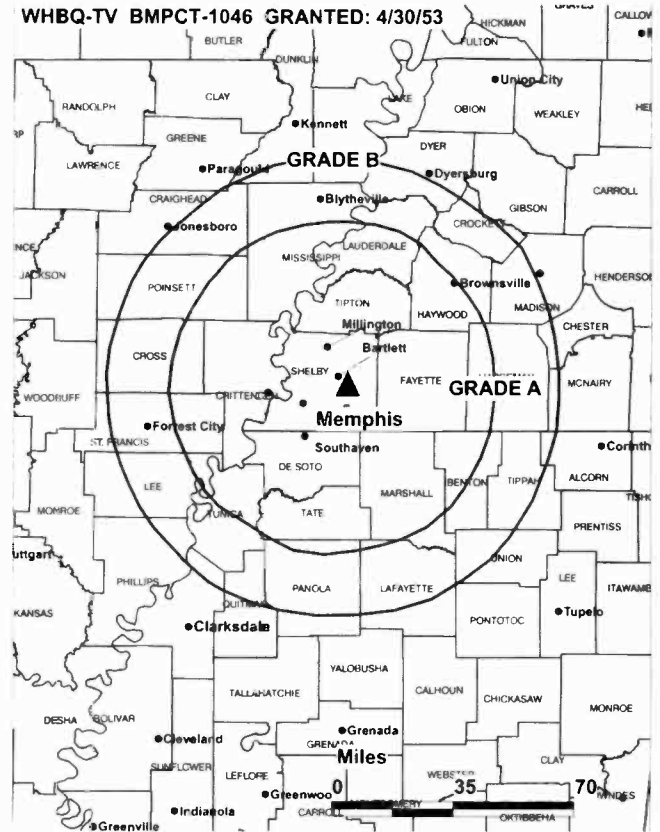 WHBQ-TV BMPCT-1046 GRANTED: 4/30/53
HICKMAN
BUTLER
FULTON
DUNKLIN
Union City
CLAY
LAKE
RANDOLPH
OBION
WEAKLEY
Kennett
GREENE
DYER
GRADE B
LAWRENCE
Paragould
Dyersburg
CARROLL
CRAIGHEAD
Blytheville
GIBSON
CROCKETT
Jonesboro
LAUDERDALE
MISSISSIPPI
JACKSON
HENDERSO
POINSETT
Brownsville
TIPTON
MADISON
HAYWOOD
Millington
CHESTER
Bartlett
CROSS
SHELBY
FAYETTE
GRADE A
MCNAIRY
CRITTENDEN
WOODRUFF
Memphis
Forrest City
ST. FRANCIS
Southaven
Corinth
DE SOTO
LEE
BENTON
TIPPAH
ALCORN
MARSHALL
MONROE
TUNICA
TATE
PRENTISS
uttgart
UNION
PHILLIPS
LEE
PANOLA
LAFAYETTE
ITAWAMB
QUITMAN
KANSAS
Tupelo
PONTOTOC
Clarksdale
YALOBUSHA
TALLAHATCHIE
CALHOUN
CHICKASAW
MONROE
DESHA
BOLIVAR
Grenada
Cleveland
GRENADA
Miles
CLAY
SUNFLOWER
LEFLORE
WEBSTER
0 35 70
Greenwoo
Indianola
CARROLL
MONTGOMERY
OKTIBBEHA
Greenville